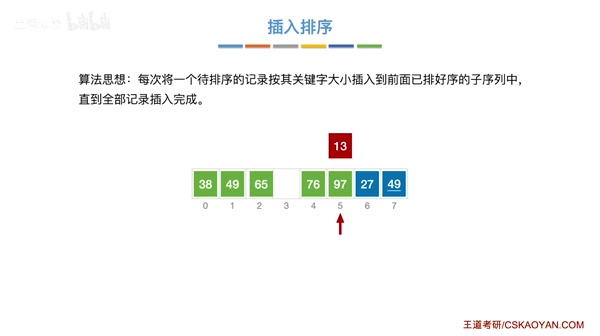 插入排序
算法思想：每次将一个待排序的记录按其关键字大小插入到前面已排好序的子序列中，
直到全部记录插入完成。
13
38 49 65 76 97 27 49
0 1 2 3 4 5 6 7
王道考研/CSKAOYAN.COM